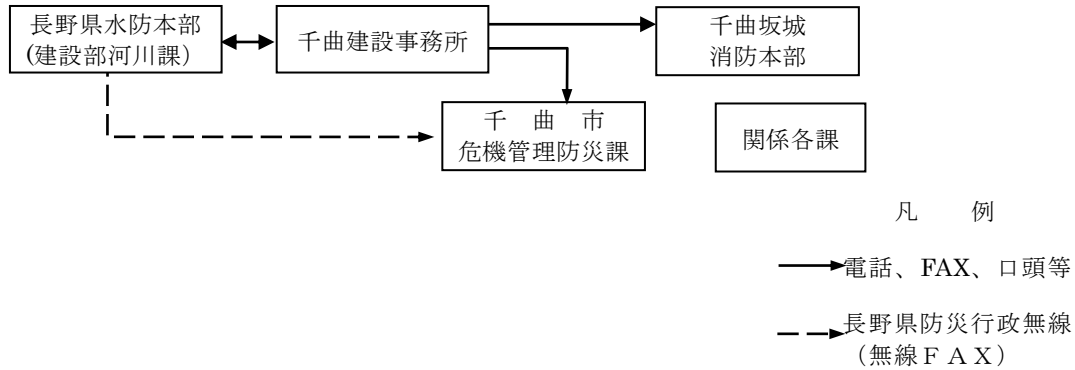 長野県水防本部
(建設部河川課）
千曲建設事務所
千曲坂城
消防本部
千　曲　市
危機管理防災課
関係各課
凡　　例
電話、FAX、口頭等
長野県防災行政無線
（無線ＦＡＸ）